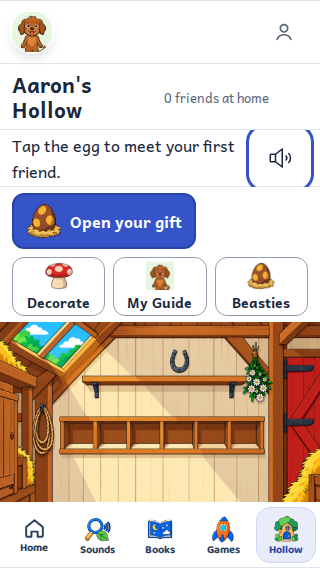 Aaron's
Hollow
0 friends at home
Tap the egg to meet your first
friend.
Open your gift
Decorate
My Guide
Beasties
Home
Sounds
Books
Games
Hollow